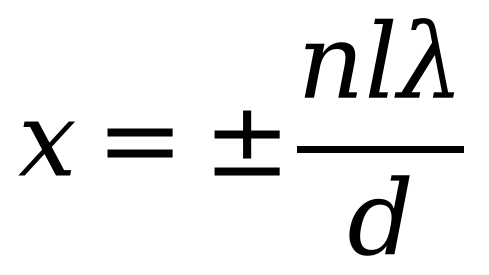 x = ± nlλ/d